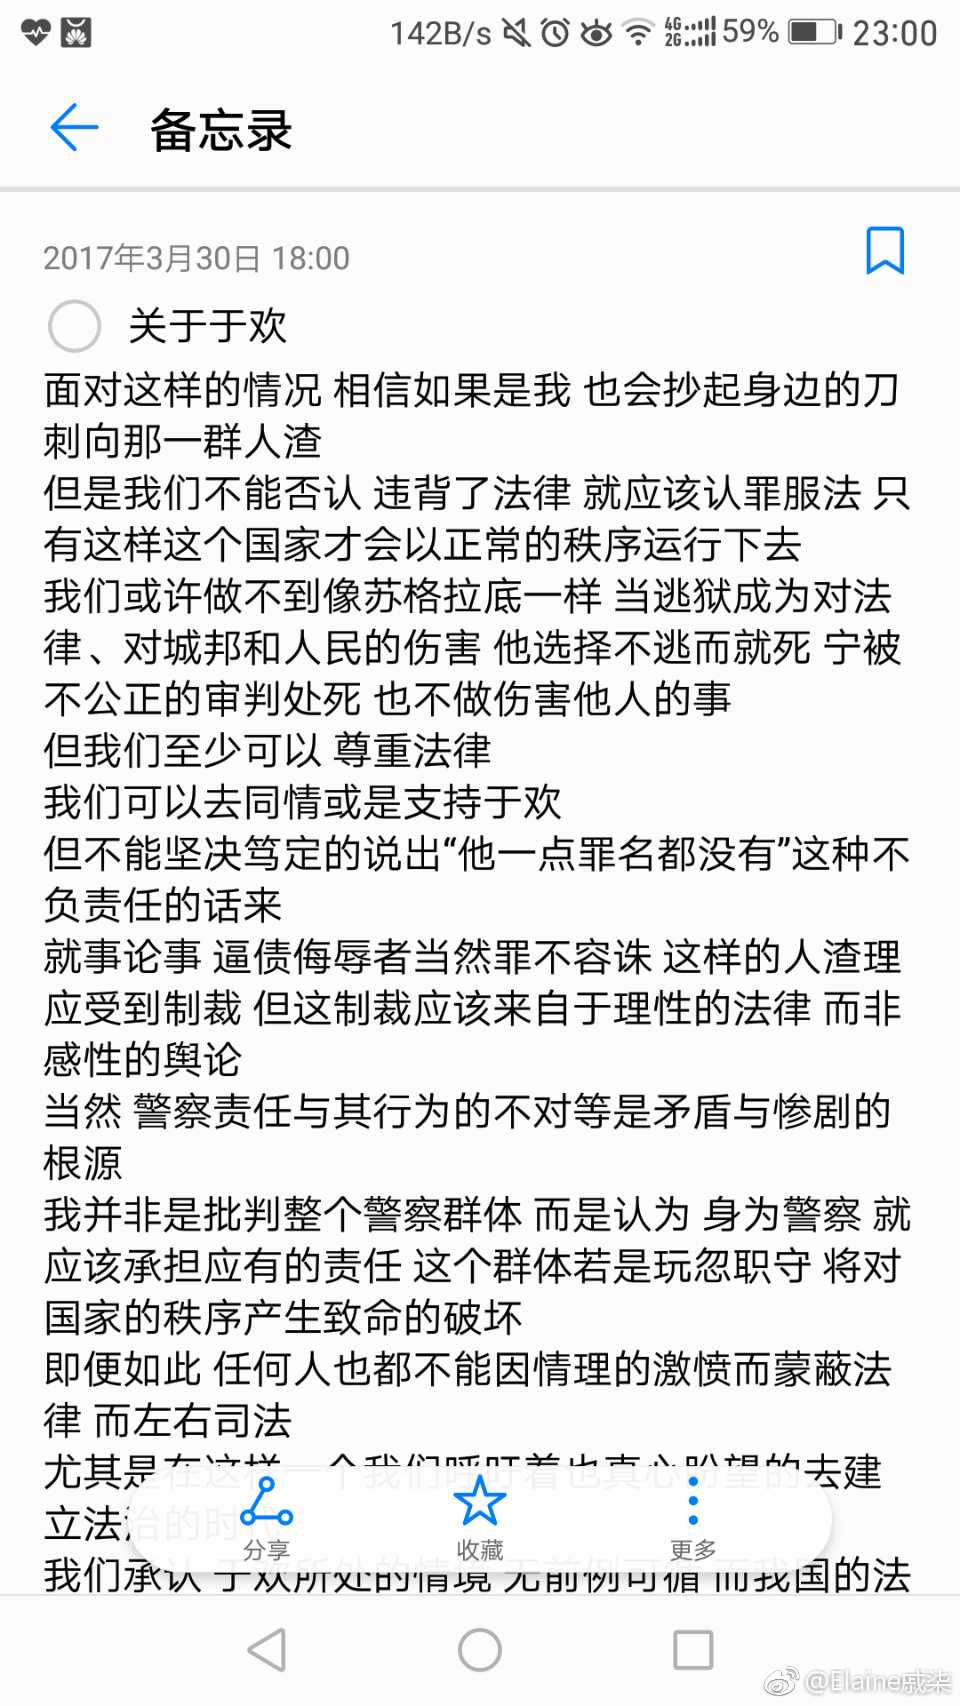 142B/s 4G 2G 59% 23:00
备忘录
2017年3月30日 18:00
关于于欢
面对这样的情况 相信如果是我 也会抄起身边的刀
刺向那一群人渣
但是我们不能否认 违背了法律 就应该认罪服法 只
有这样这个国家才会以正常的秩序运行下去
我们或许做不到像苏格拉底一样 当逃狱成为对法
律、对城邦和人民的伤害 他选择不逃而就死 宁被
不公正的审判处死 也不做伤害他人的事
但我们至少可以 尊重法律
我们可以去同情或是支持于欢
但不能坚决笃定的说出“他一点罪名都没有”这种不
负责任的话来
就事论事 逼债侮辱者当然罪不容诛 这样的人渣理
应受到制裁 但这制裁应该来自于理性的法律 而非
感性的舆论
当然 警察责任与其行为的不对等是矛盾与惨剧的
根源
我并非是批判整个警察群体 而是认为 身为警察 就
应该承担应有的责任 这个群体若是玩忽职守 将对
国家的秩序产生致命的破坏
即便如此 任何人也都不能因情理的激愤而蒙蔽法
律 而左右司法
尤其是在这样一个我们呼吁着也真心盼望的去建
立法治的时代
我们承认 于欢所处的情境 无前例可循 而我国的法
分享 收藏 更多
@Elaine戚柒